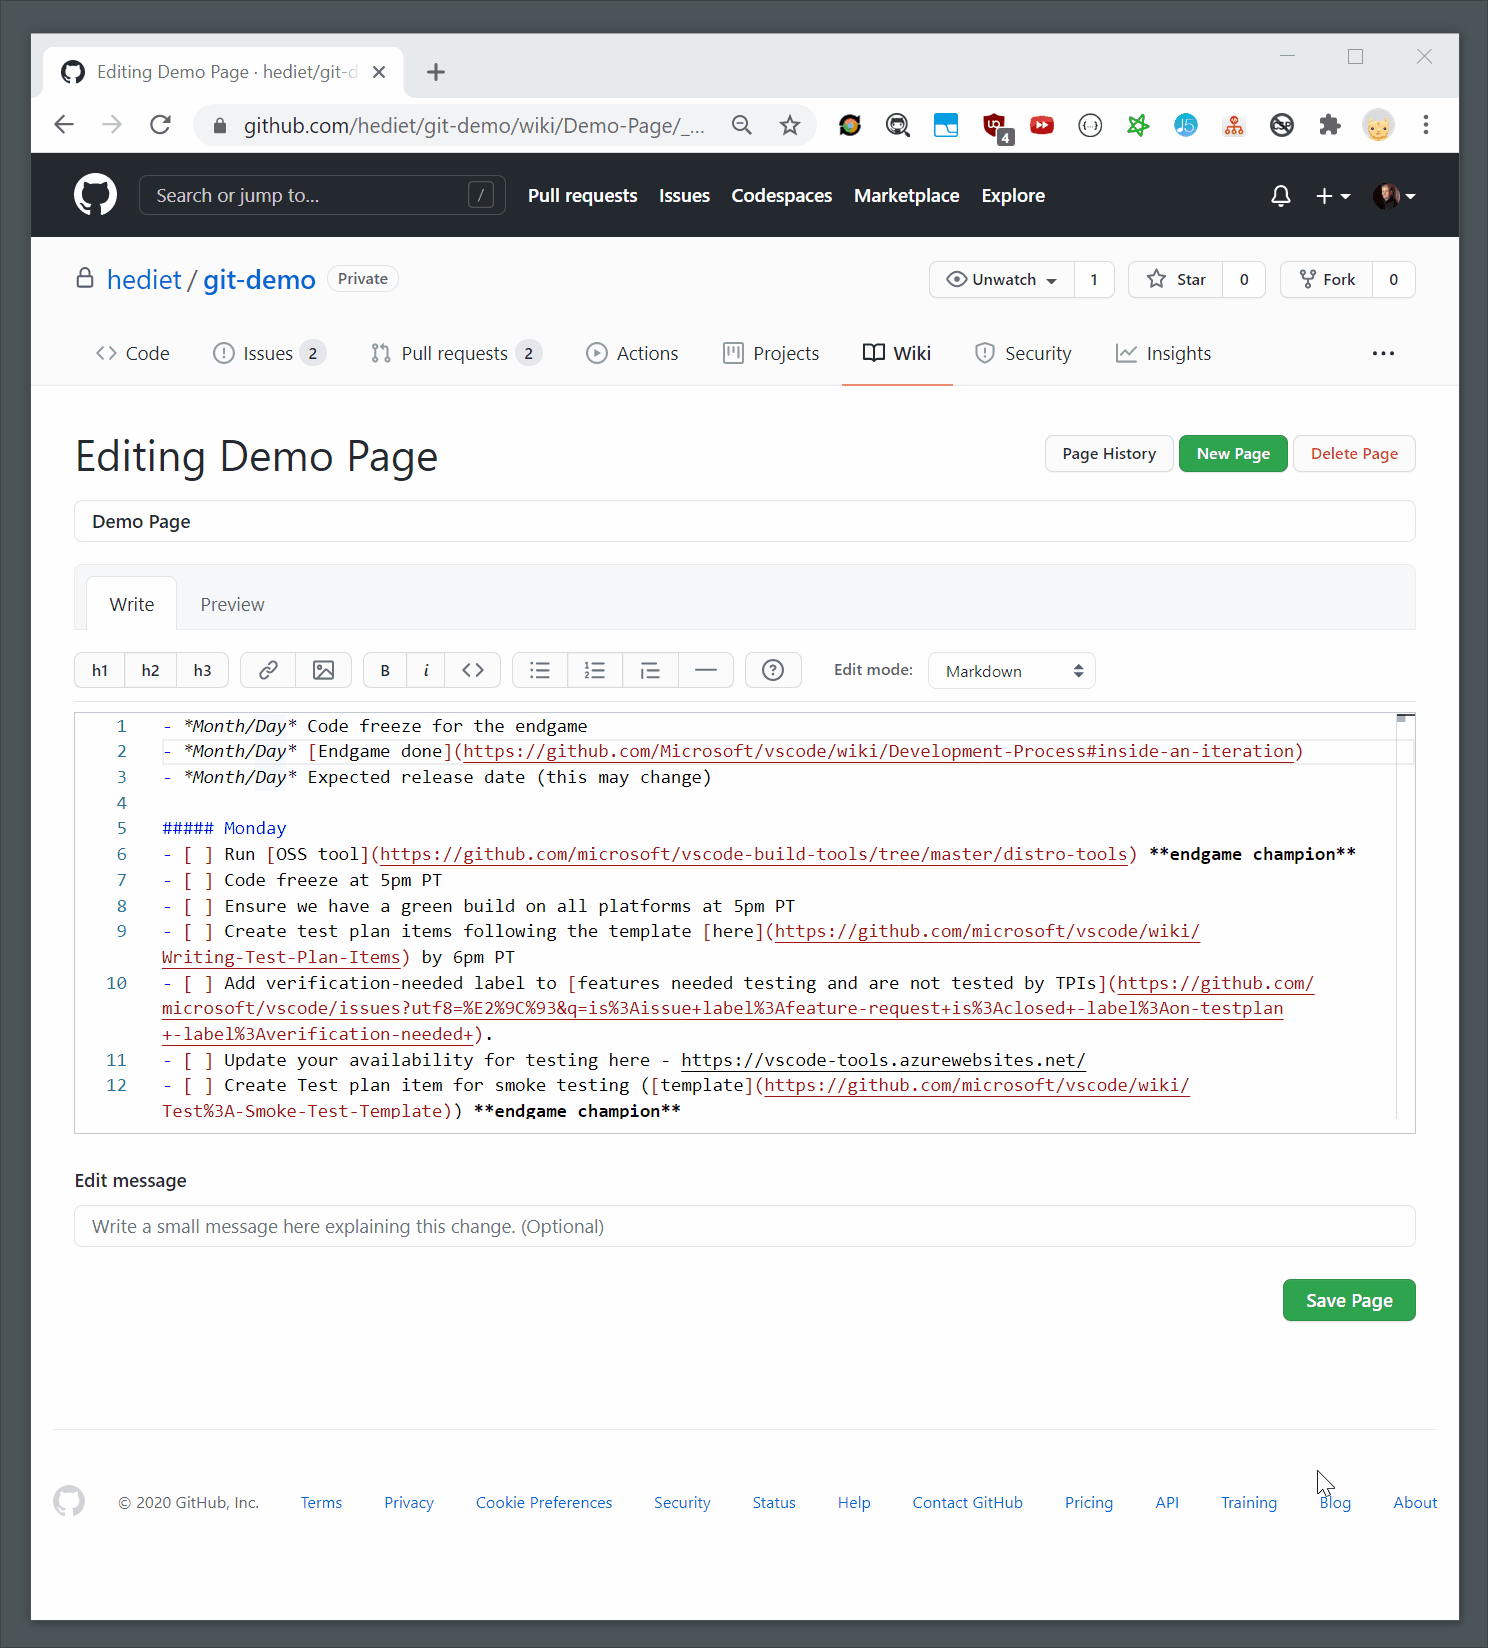 Editing Demo Page · hediet/git-d
github.com/hediet/git-demo/wiki/Demo-Page/_...
4
Search or jump to... /
Pull requests Issues Codespaces Marketplace Explore
hediet / git-demo Private
Unwatch 1 Star 0 Fork 0
Code Issues 2 Pull requests 2 Actions Projects Wiki Security Insights
Editing Demo Page
Page History New Page Delete Page
Demo Page
Write Preview
h1 h2 h3 B i Edit mode: Markdown
1 - *Month/Day* Code freeze for the endgame
2 - *Month/Day* [Endgame done](https://github.com/Microsoft/vscode/wiki/Development-Process#inside-an-iteration)
3 - *Month/Day* Expected release date (this may change)
4
5 ##### Monday
6 - [ ] Run [OSS tool](https://github.com/microsoft/vscode-build-tools/tree/master/distro-tools) **endgame champion**
7 - [ ] Code freeze at 5pm PT
8 - [ ] Ensure we have a green build on all platforms at 5pm PT
9 - [ ] Create test plan items following the template [here](https://github.com/microsoft/vscode/wiki/
Writing-Test-Plan-Items) by 6pm PT
10 - [ ] Add verification-needed label to [features needed testing and are not tested by TPIs](https://github.com/
microsoft/vscode/issues?utf8=%E2%9C%93&q=is%3Aissue+label%3Afeature-request+is%3Aclosed+-label%3Aon-testplan
+-label%3Averification-needed+).
11 - [ ] Update your availability for testing here - https://vscode-tools.azurewebsites.net/
12 - [ ] Create Test plan item for smoke testing ([template](https://github.com/microsoft/vscode/wiki/
Test%3A-Smoke-Test-Template)) **endgame champion**
Edit message
Write a small message here explaining this change. (Optional)
Save Page
© 2020 GitHub, Inc. Terms Privacy Cookie Preferences Security Status Help Contact GitHub Pricing API Training Blog About